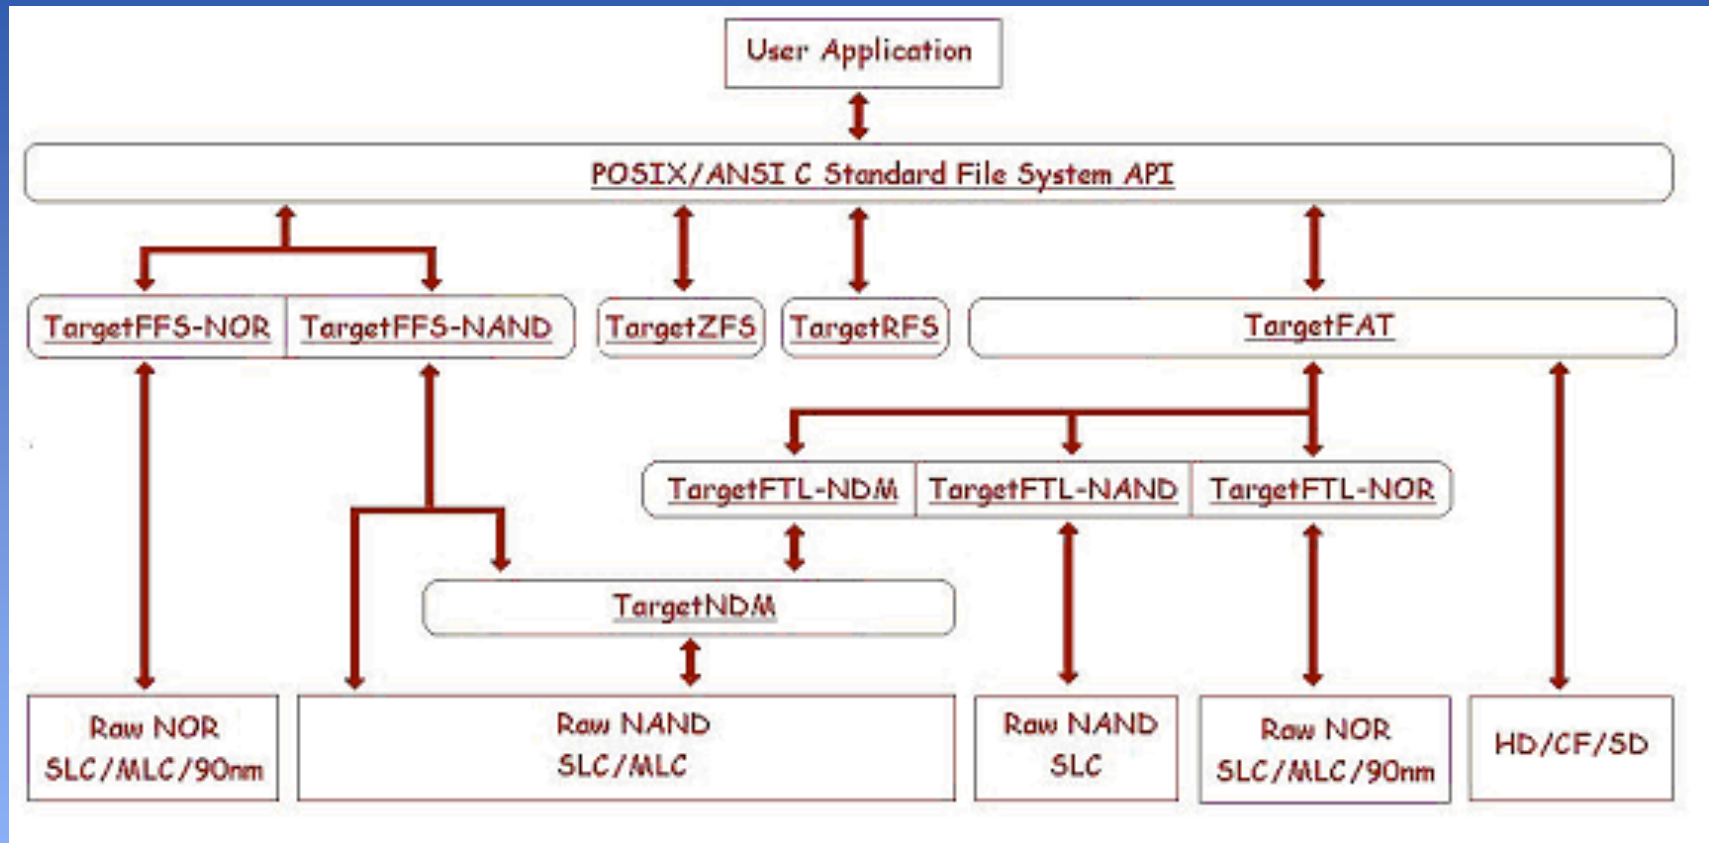 User Application
POSIX/ANSI C Standard File System API
TargetFFS-NOR
TargetFFS-NAND
TargetZFS
TargetRFS
TargetFAT
TargetFTL-NDM
TargetFTL-NAND
TargetFTL-NOR
TargetNDM
Raw NOR
SLC/MLC/90nm
Raw NAND
SLC/MLC
Raw NAND
SLC
Raw NOR
SLC/MLC/90nm
HD/CF/SD